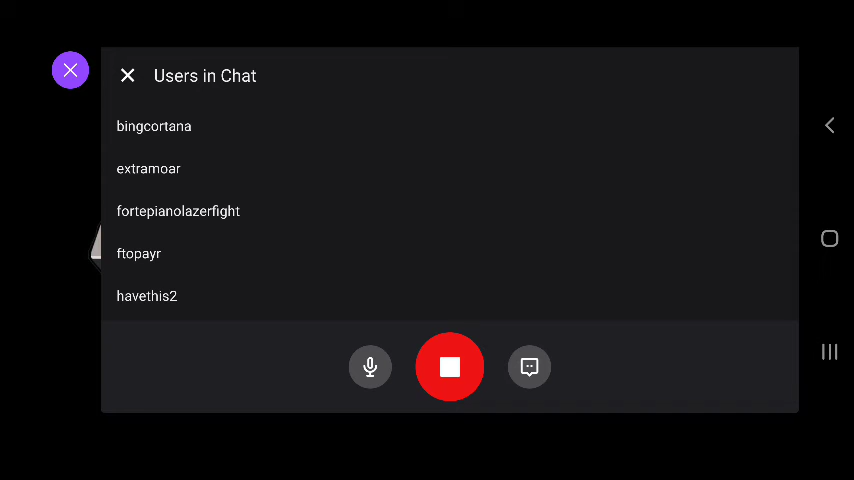 Users in Chat
bingcortana
extramoar
fortepianolazerfight
ftopayr
havethis2